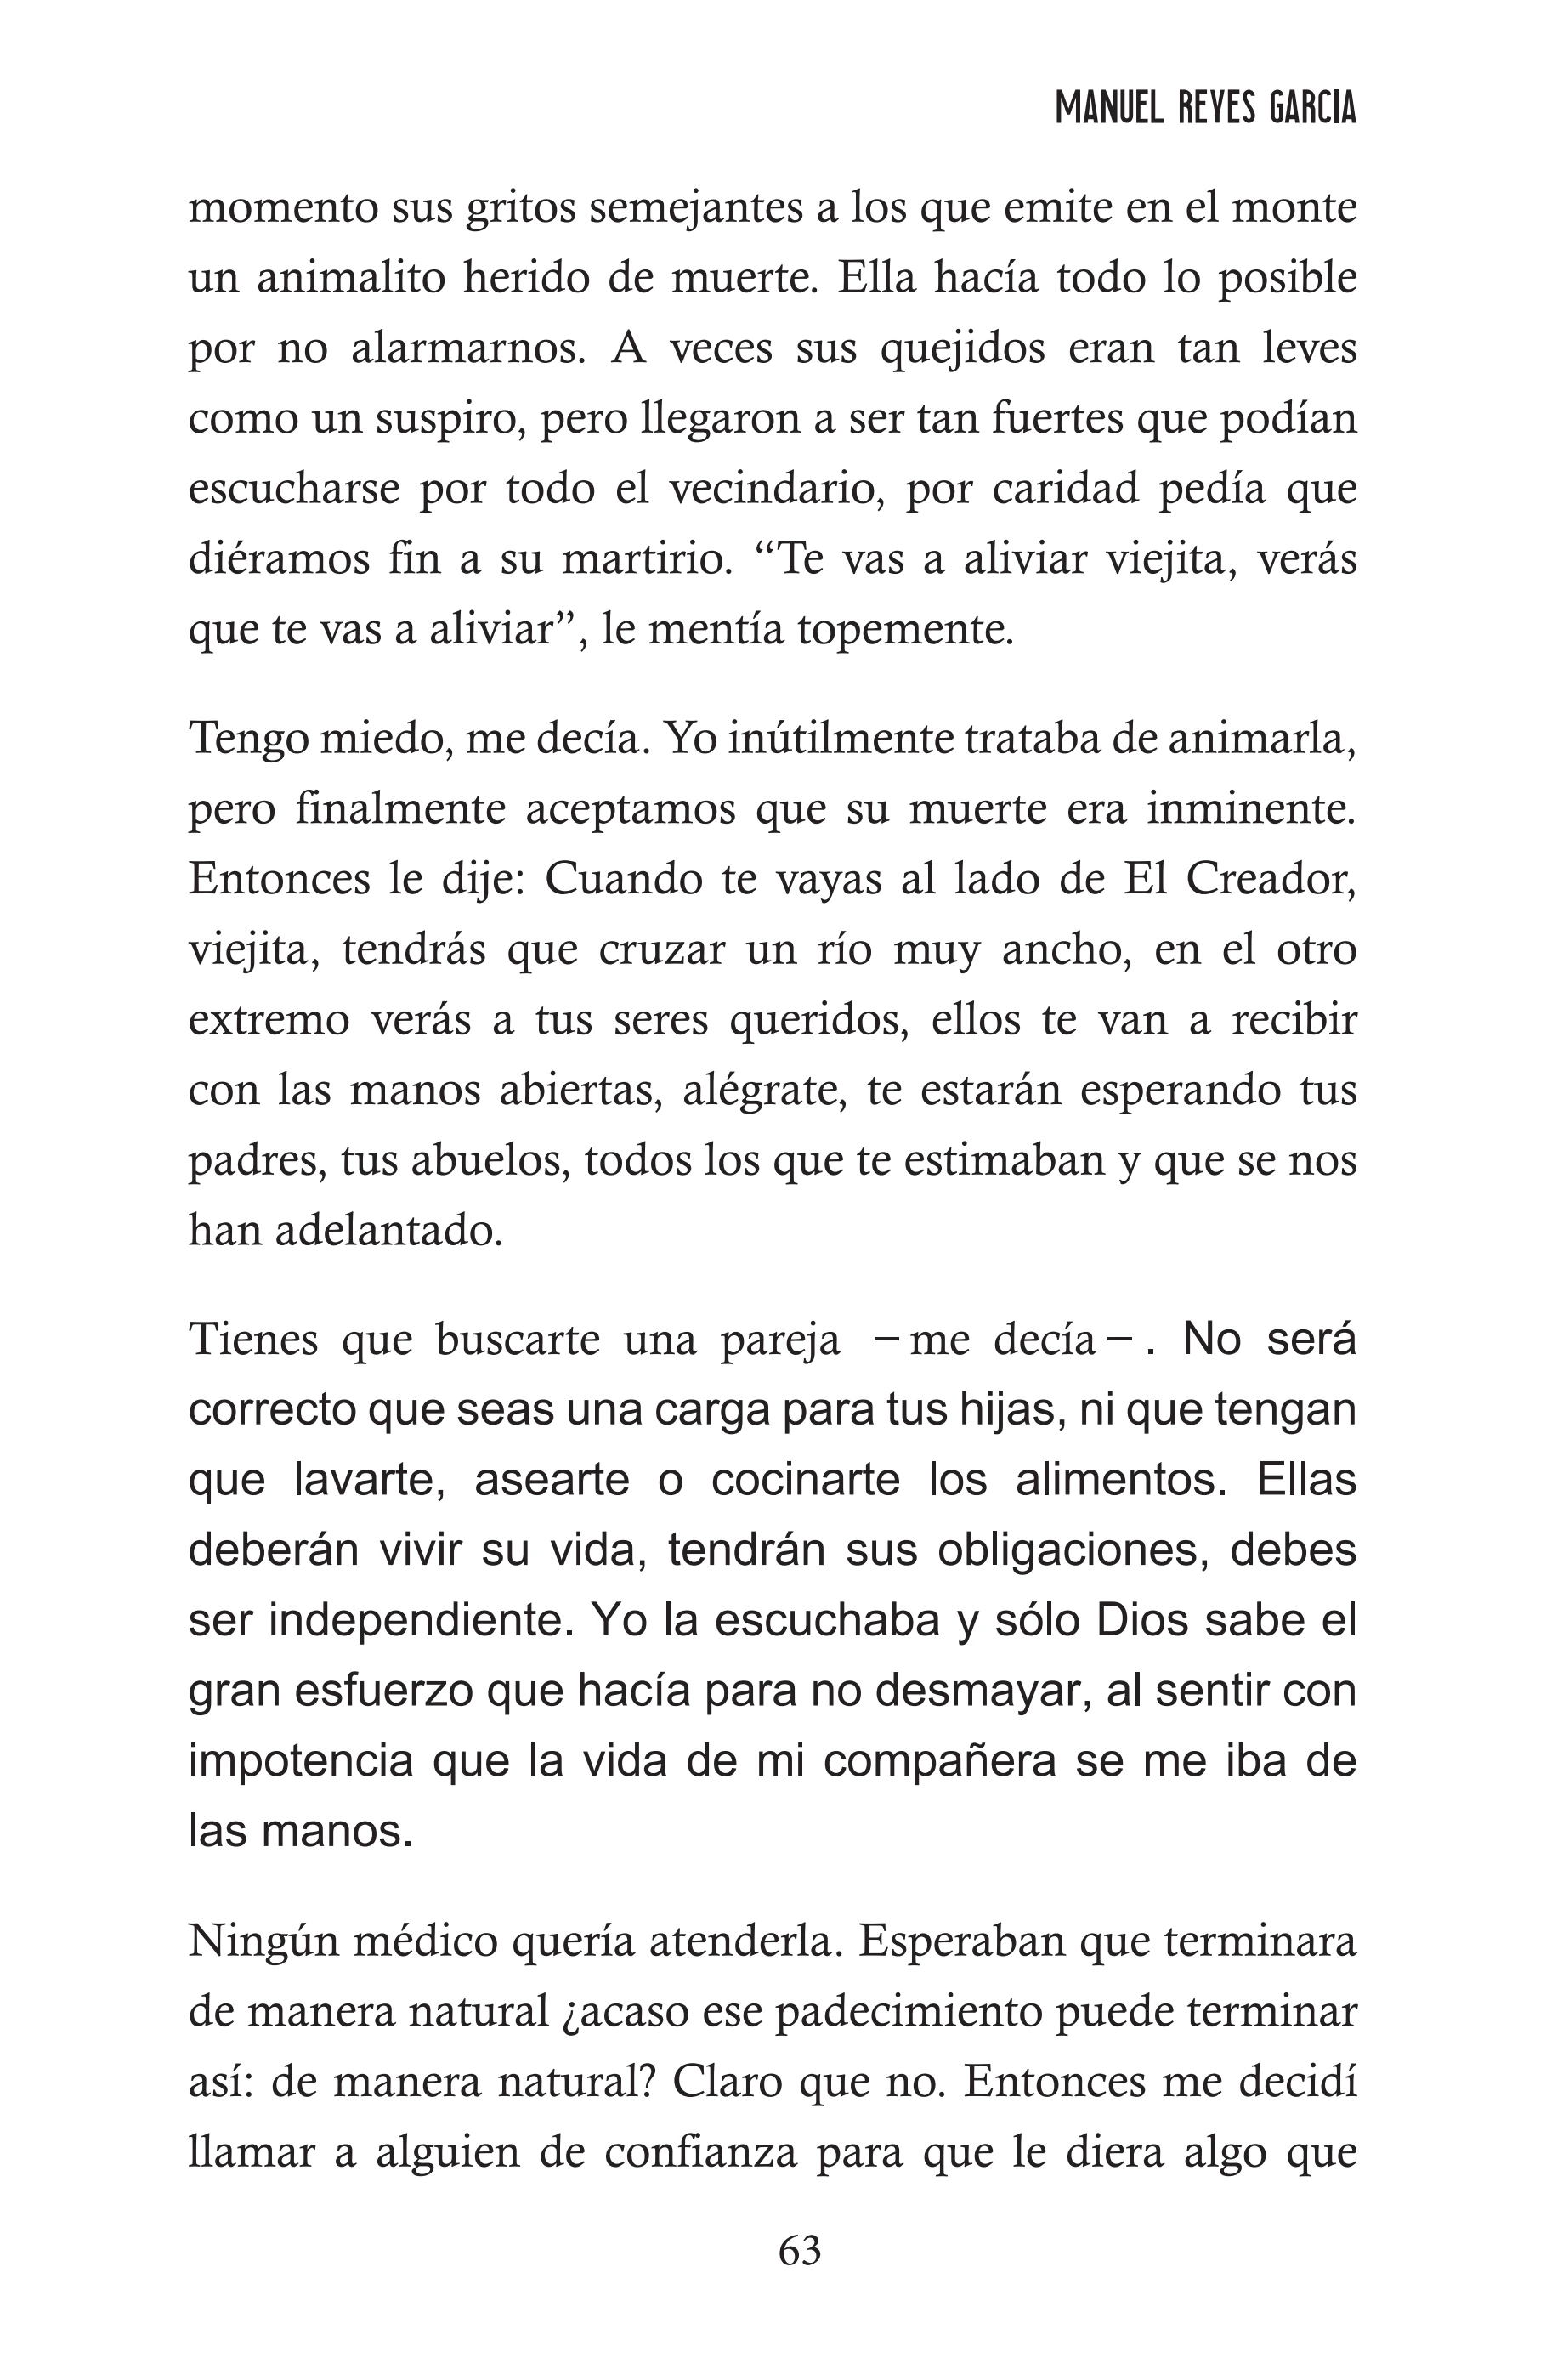 MANUEL REYES GARCIA
momento sus gritos semejantes a los que emite en el monte
un animalito herido de muerte. Ella hacía todo lo posible
por no alarmarnos. A veces sus quejidos eran tan leves
como un suspiro, pero llegaron a ser tan fuertes que podían
escucharse por todo el vecindario, por caridad pedía que
diéramos fin a su martirio. “Te vas a aliviar viejita, verás
que te vas a aliviar”, le mentía topemente.
Tengo miedo, me decía. Yo inútilmente trataba de animarla,
pero finalmente aceptamos que su muerte era inminente.
Entonces le dije: Cuando te vayas al lado de El Creador,
viejita, tendrás que cruzar un río muy ancho, en el otro
extremo verás a tus seres queridos, ellos te van a recibir
con las manos abiertas, alégrate, te estarán esperando tus
padres, tus abuelos, todos los que te estimaban y que se nos
han adelantado.
Tienes que buscarte una pareja –me decía–. No será
correcto que seas una carga para tus hijas, ni que tengan
que lavarte, asearte o cocinarte los alimentos. Ellas
deberán vivir su vida, tendrán sus obligaciones, debes
ser independiente. Yo la escuchaba y sólo Dios sabe el
gran esfuerzo que hacía para no desmayar, al sentir con
impotencia que la vida de mi compañera se me iba de
las manos.
Ningún médico quería atenderla. Esperaban que terminara
de manera natural ¿acaso ese padecimiento puede terminar
así: de manera natural? Claro que no. Entonces me decidí
llamar a alguien de confianza para que le diera algo que
63